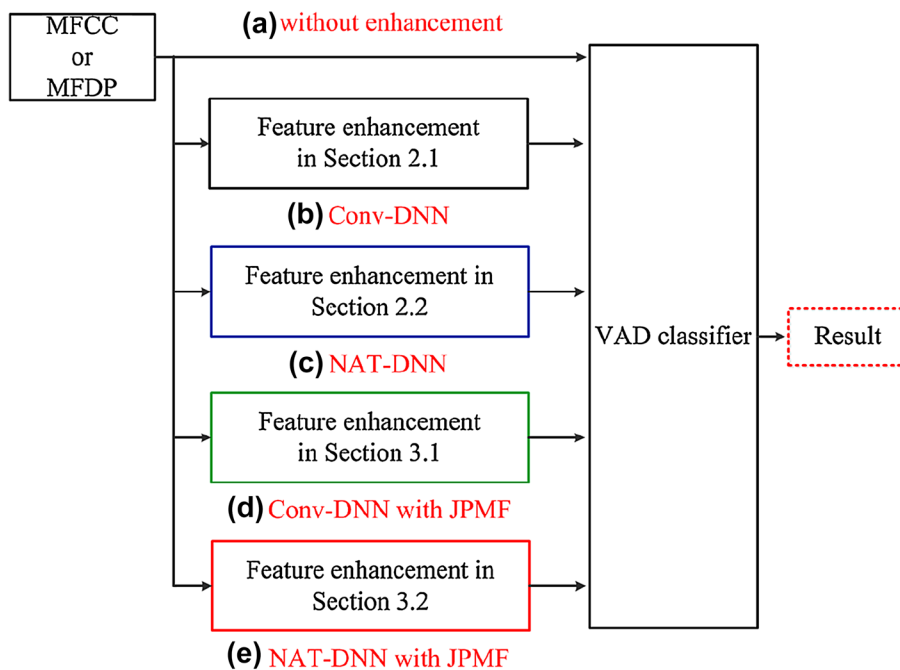 MFCC
or
MFDP
(a) without enhancement
Feature enhancement
in Section 2.1
(b) Conv-DNN
Feature enhancement in
Section 2.2
(c) NAT-DNN
Feature enhancement
in Section 3.1
(d) Conv-DNN with JPMF
Feature enhancement in
Section 3.2
(e) NAT-DNN with JPMF
VAD classifier
Result